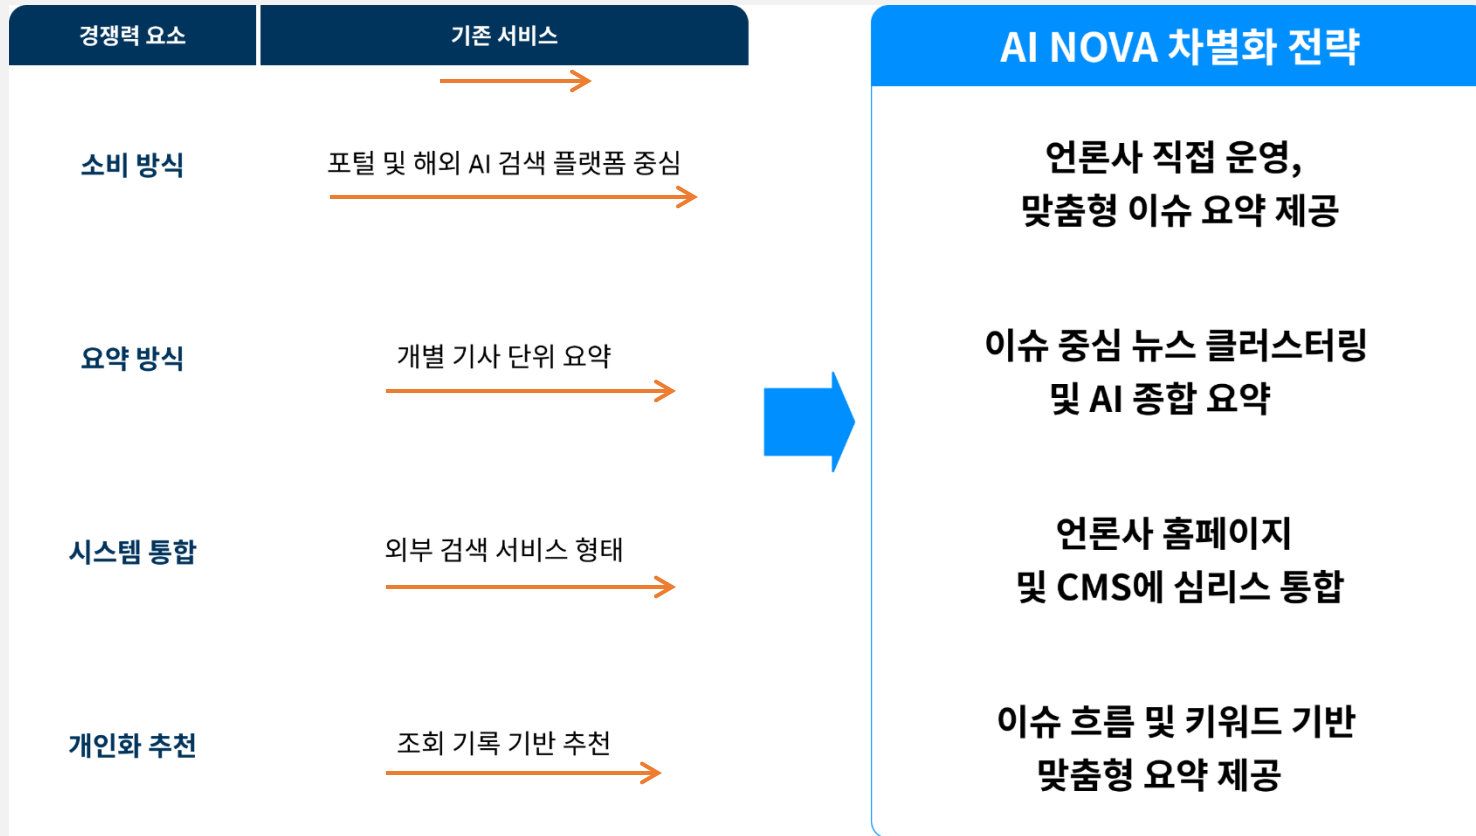 경쟁력 요소
기존 서비스
AI NOVA 차별화 전략
소비 방식
포털 및 해외 AI 검색 플랫폼 중심
언론사 직접 운영,
맞춤형 이슈 요약 제공
요약 방식
개별 기사 단위 요약
이슈 중심 뉴스 클러스터링
및 AI 종합 요약
시스템 통합
외부 검색 서비스 형태
언론사 홈페이지
및 CMS에 심리스 통합
개인화 추천
조회 기록 기반 추천
이슈 흐름 및 키워드 기반
맞춤형 요약 제공